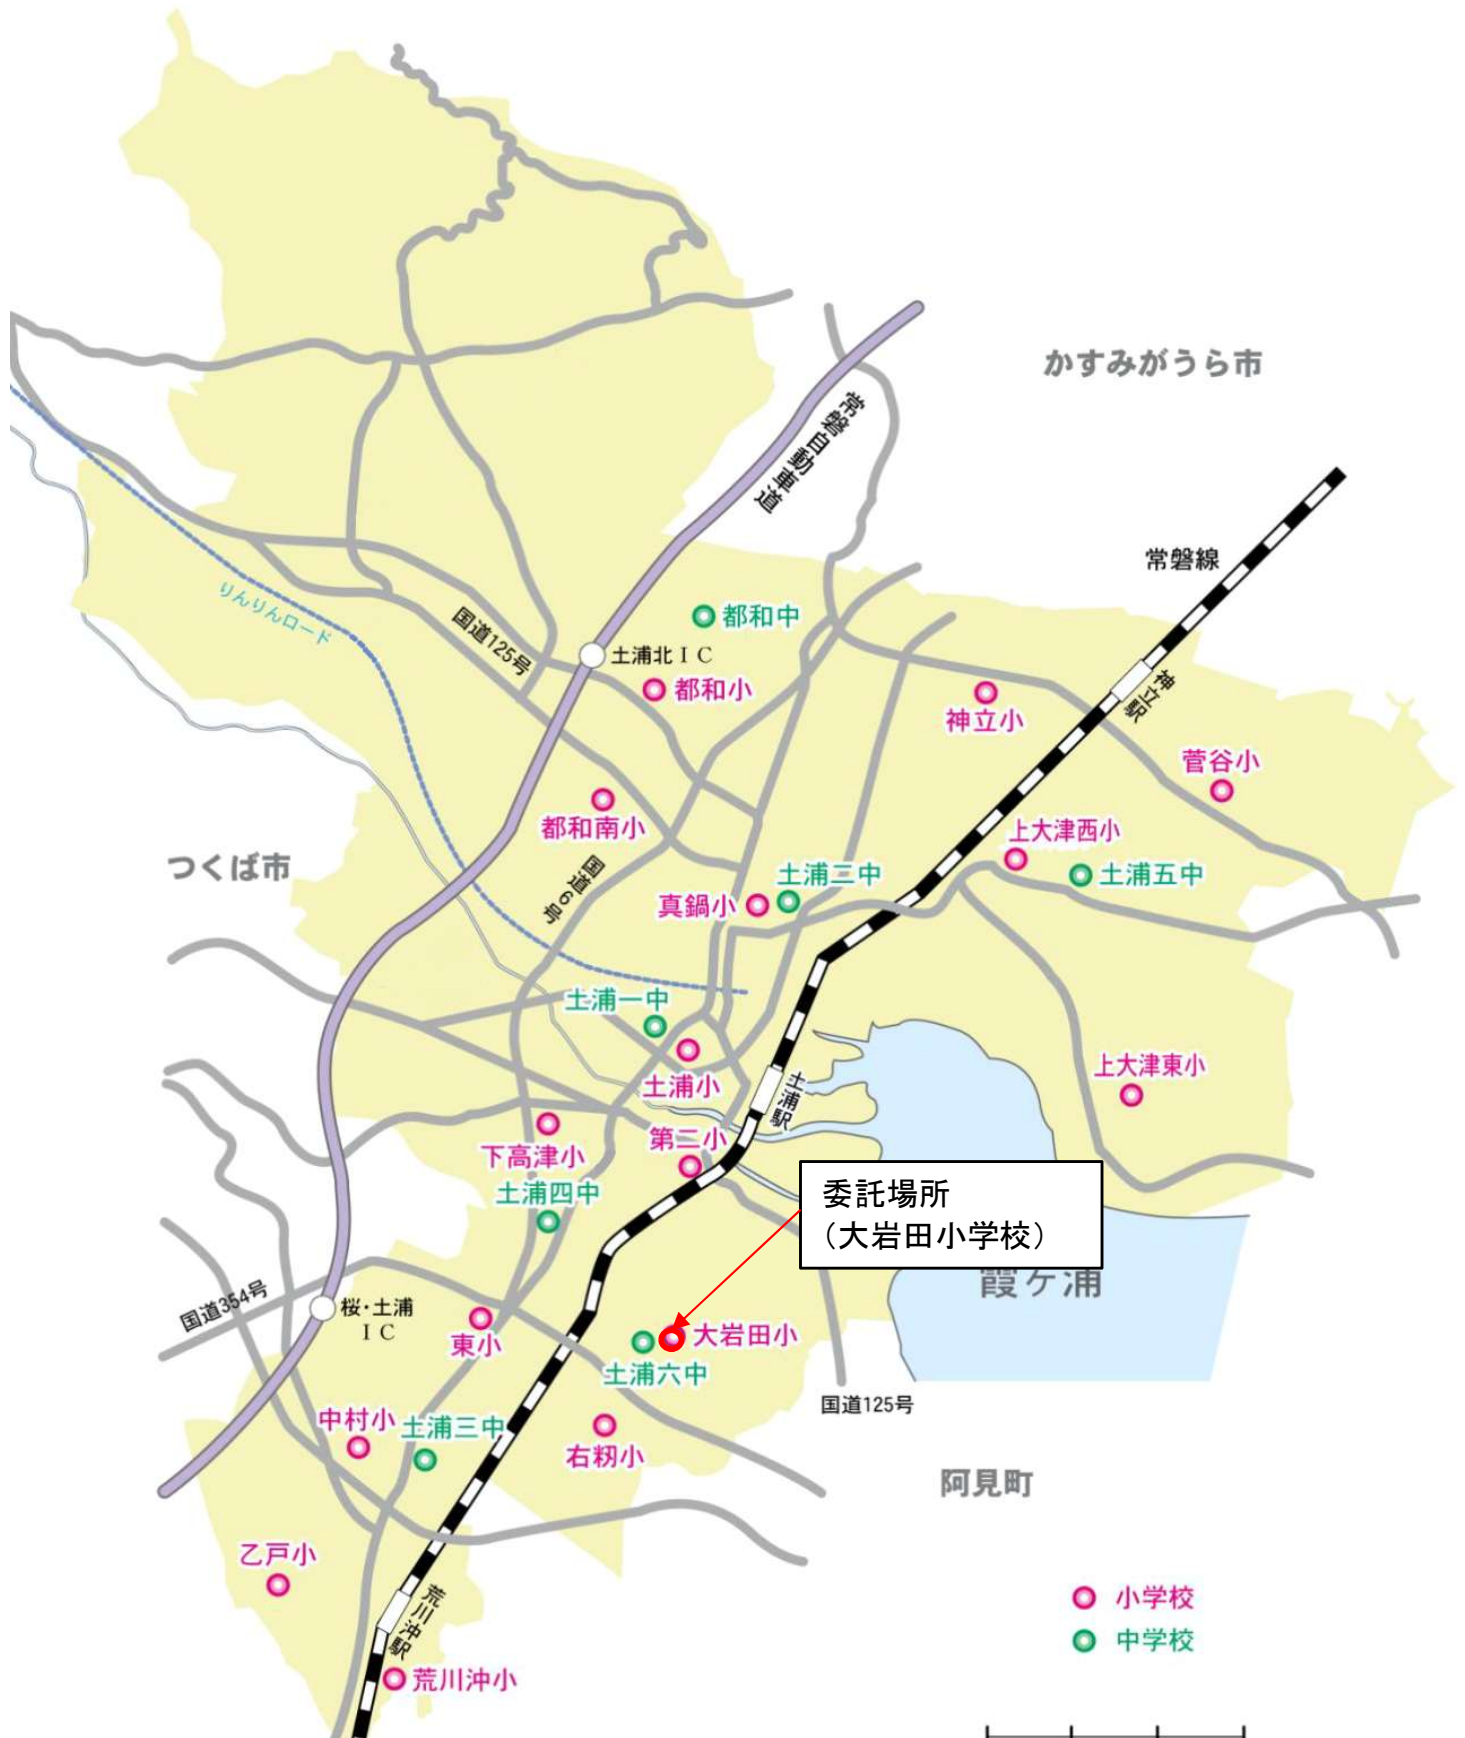 かすみがうら市
常磐自動車道
常磐線
りんりんロード
国道125号
都和中
土浦北ＩＣ
都和小
神立駅
神立小
菅谷小
都和南小
上大津西小
つくば市
国道6号
土浦二中
土浦五中
真鍋小
土浦一中
土浦小
土浦駅
上大津東小
下高津小
第二小
土浦四中
委託場所
（大岩田小学校）
霞ケ浦
国道354号
桜・土浦
ＩＣ
東小
大岩田小
土浦六中
国道125号
中村小
土浦三中
右籾小
阿見町
乙戸小
荒川沖駅
小学校
中学校
荒川沖小